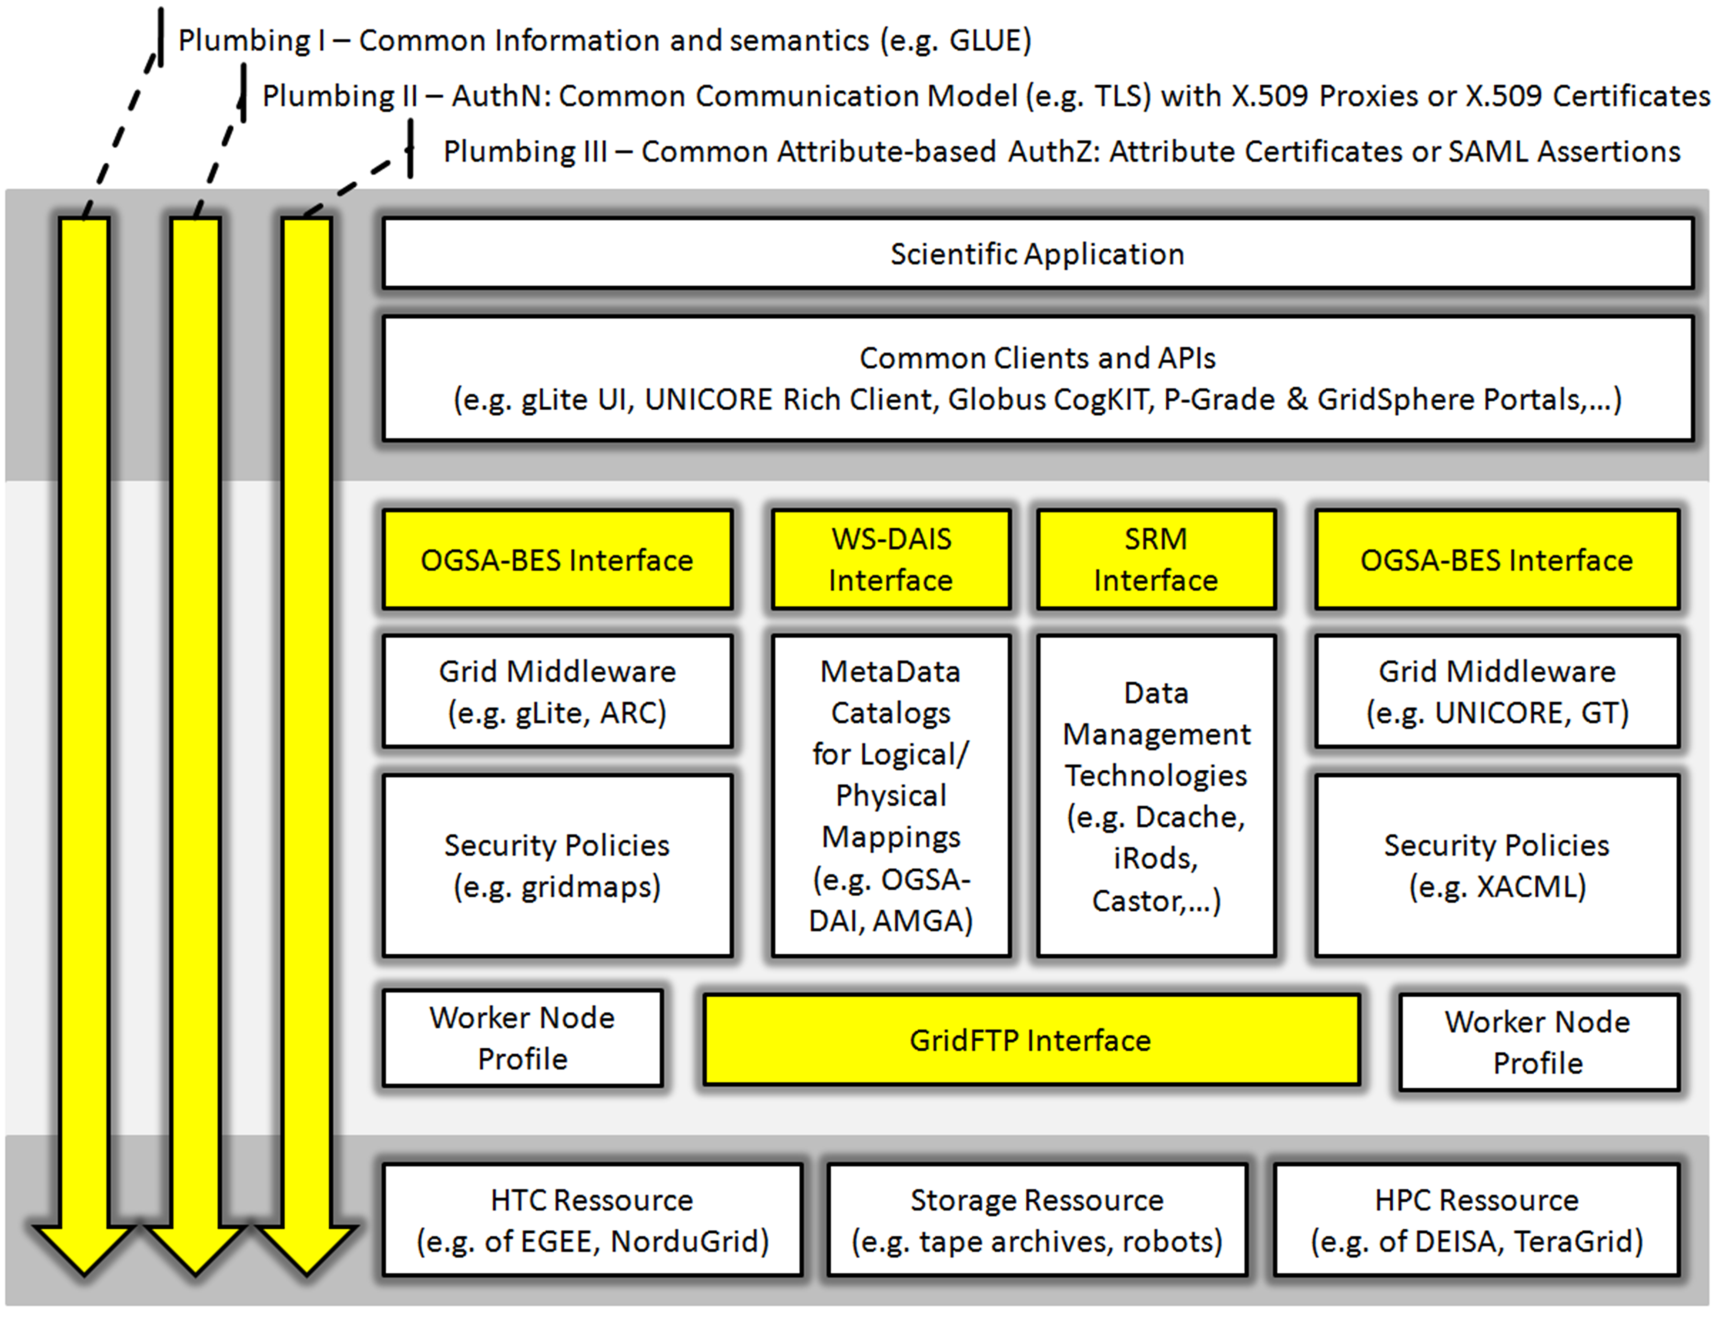 Plumbing I – Common Information and semantics (e.g. GLUE)
Plumbing II – AuthN: Common Communication Model (e.g. TLS) with X.509 Proxies or X.509 Certificates
Plumbing III – Common Attribute-based AuthZ: Attribute Certificates or SAML Assertions
Scientific Application
Common Clients and APIs
(e.g. gLite UI, UNICORE Rich Client, Globus CogKIT, P-Grade & GridSphere Portals,...)
OGSA-BES Interface
WS-DAIS
Interface
SRM
Interface
OGSA-BES Interface
Grid Middleware
(e.g. gLite, ARC)
MetaData
Catalogs
for Logical/
Physical
Mappings
(e.g. OGSA-
DAI, AMGA)
Data
Management
Technologies
(e.g. Dcache,
iRods,
Castor,...)
Grid Middleware
(e.g. UNICORE, GT)
Security Policies
(e.g. gridmaps)
Security Policies
(e.g. XACML)
Worker Node
Profile
GridFTP Interface
Worker Node
Profile
HTC Ressource
(e.g. of EGEE, NorduGrid)
Storage Ressource
(e.g. tape archives, robots)
HPC Ressource
(e.g. of DEISA, TeraGrid)